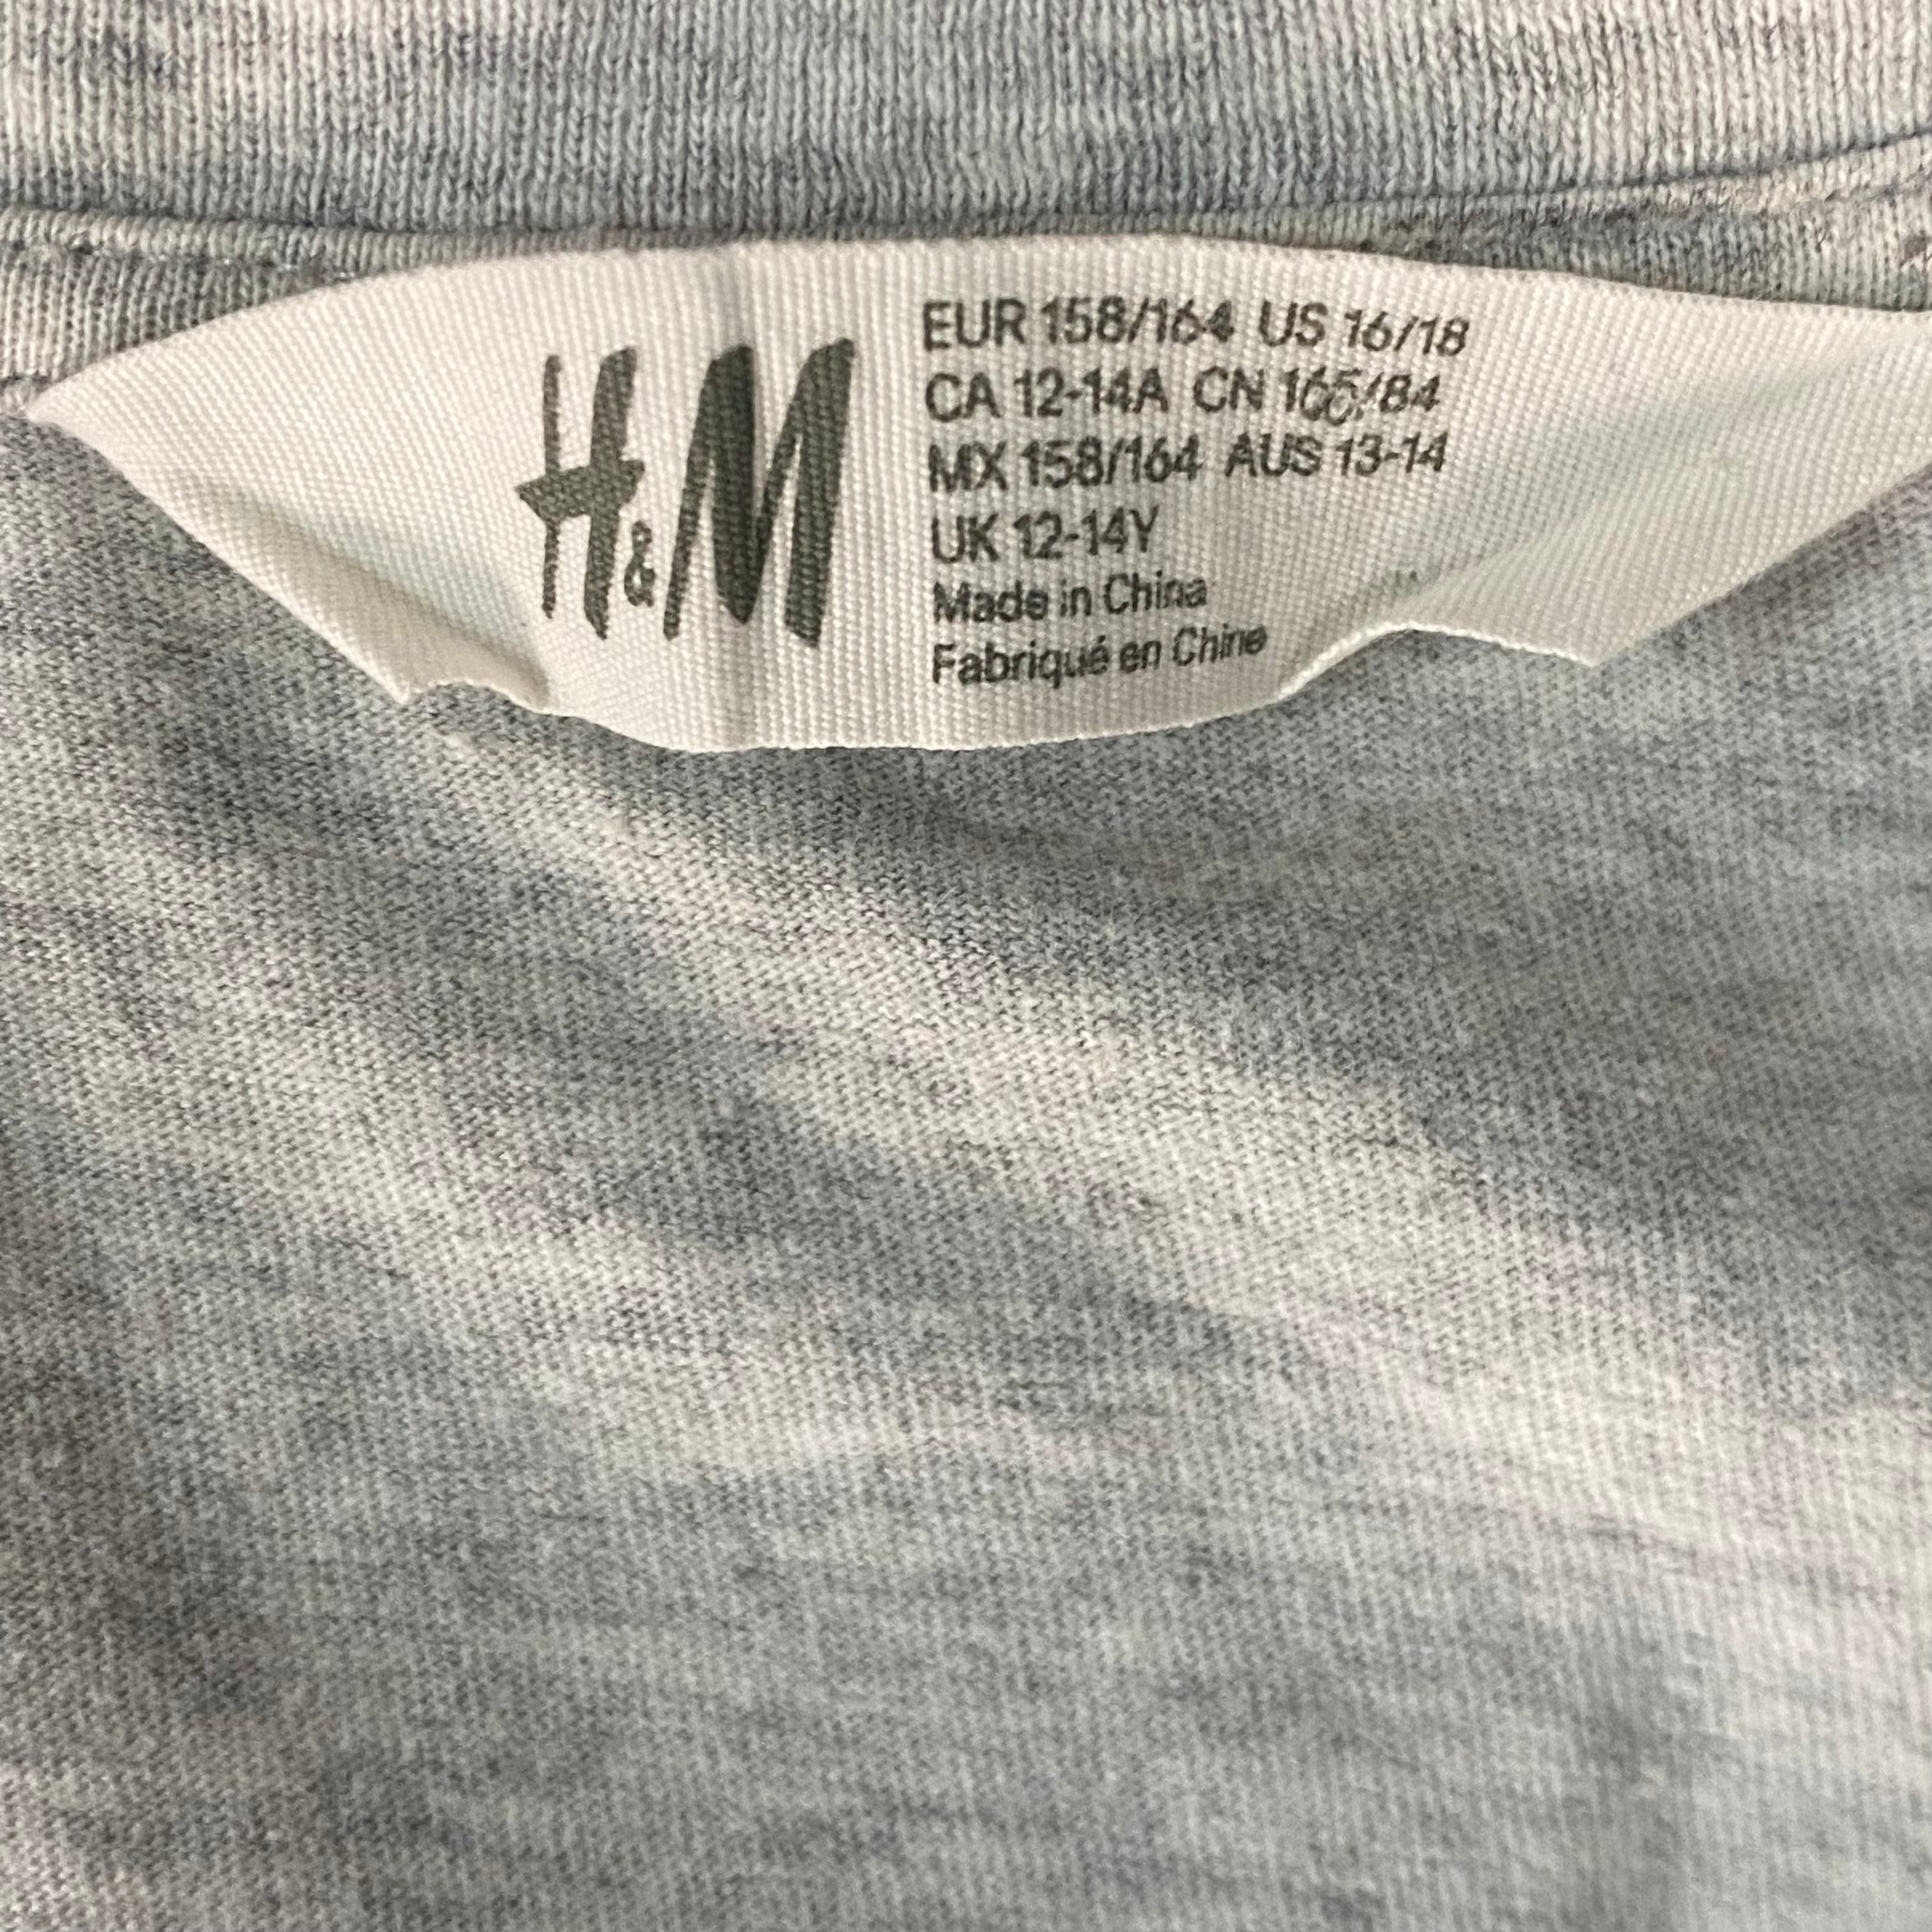 H&M
EUR 158/164 US 16/18
CA 12-14A CN 165/84
MX 158/164 AUS 13-14
UK 12-14Y
Made in China
Fabriqué en Chine